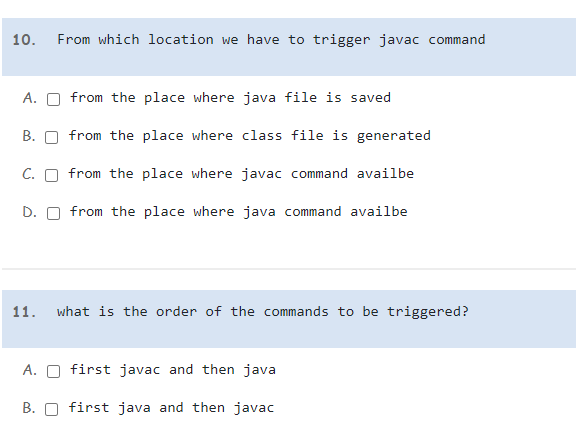 10. From which location we have to trigger javac command
A. from the place where java file is saved
B. from the place where class file is generated
C. from the place where javac command availbe
D. from the place where java command availbe
11. what is the order of the commands to be triggered?
A. first javac and then java
B. first java and then javac